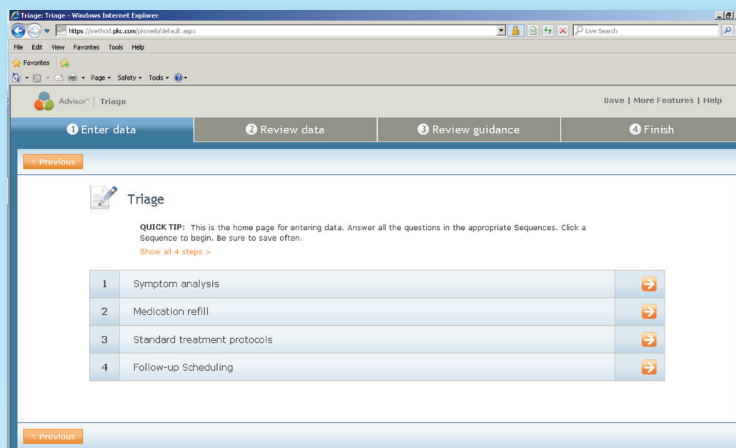 Triage: Triage - Windows Internet Explorer
https://method.pkc.com/pkcweb/default.aspx
Live Search
File Edit View Favorites Tools Help
Favorites
Page Safety Tools
Advisor™ | Triage
Save | More Features | Help
1 Enter data
2 Review data
3 Review guidance
4 Finish
< Previous
Triage
QUICK TIP: This is the home page for entering data. Answer all the questions in the appropriate Sequences. Click a
Sequence to begin. Be sure to save often.
Show all 4 steps >
1 Symptom analysis
2 Medication refill
3 Standard treatment protocols
4 Follow-up Scheduling
< Previous